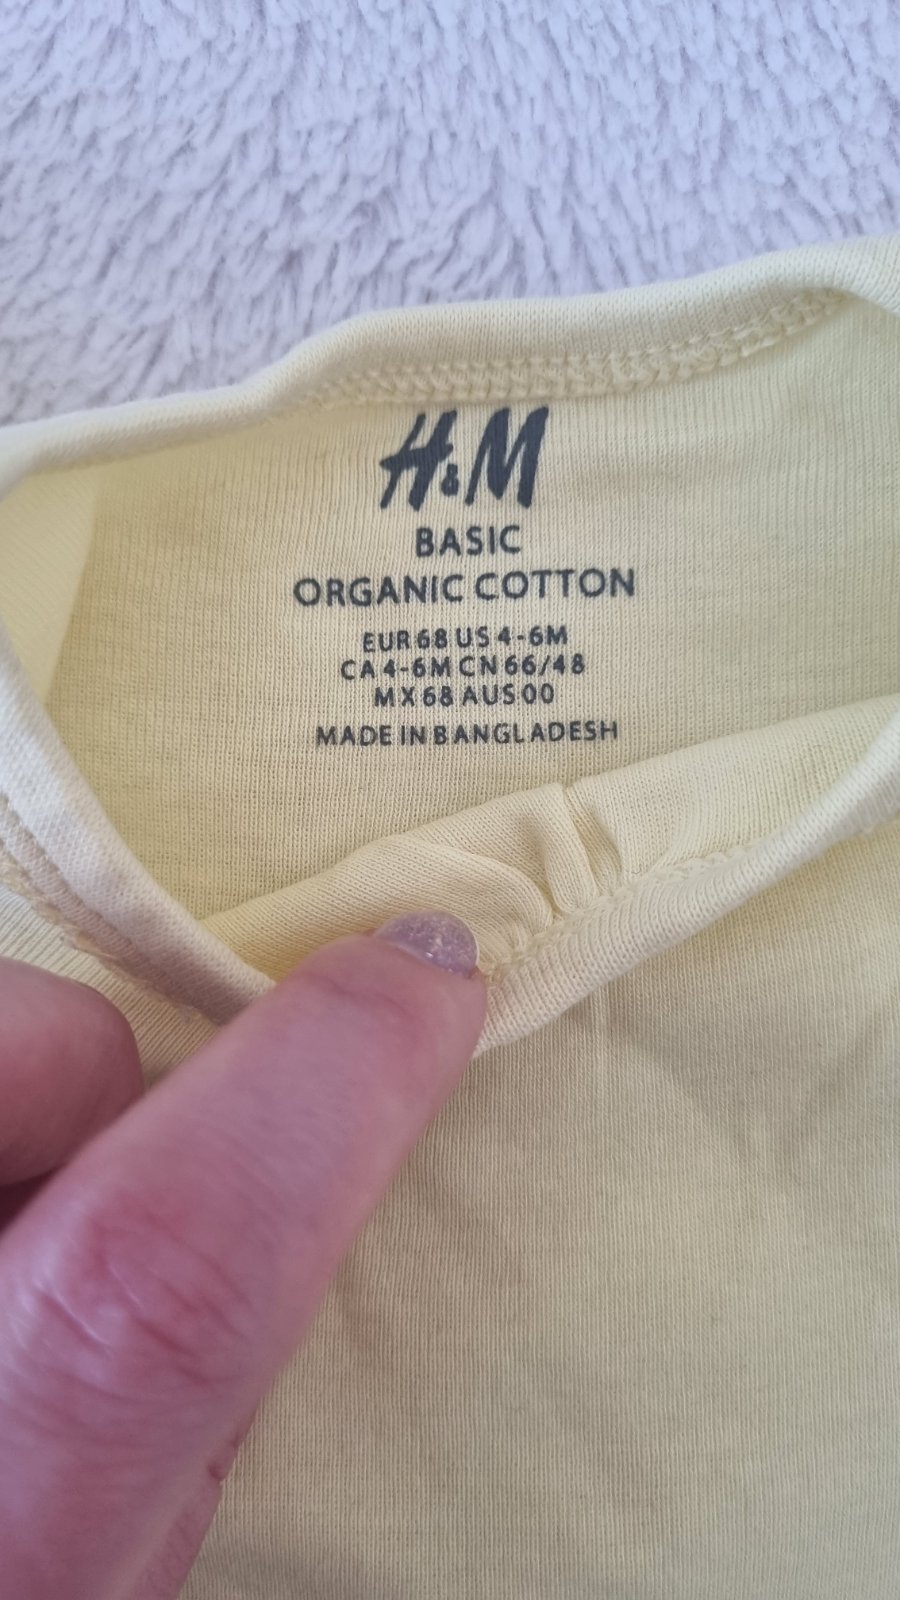 H&M
BASIC
ORGANIC COTTON
EUR 68 US 4-6M
CA 4-6M CN 66/48
MX 68 AUS 00
MADE IN BANGLADESH